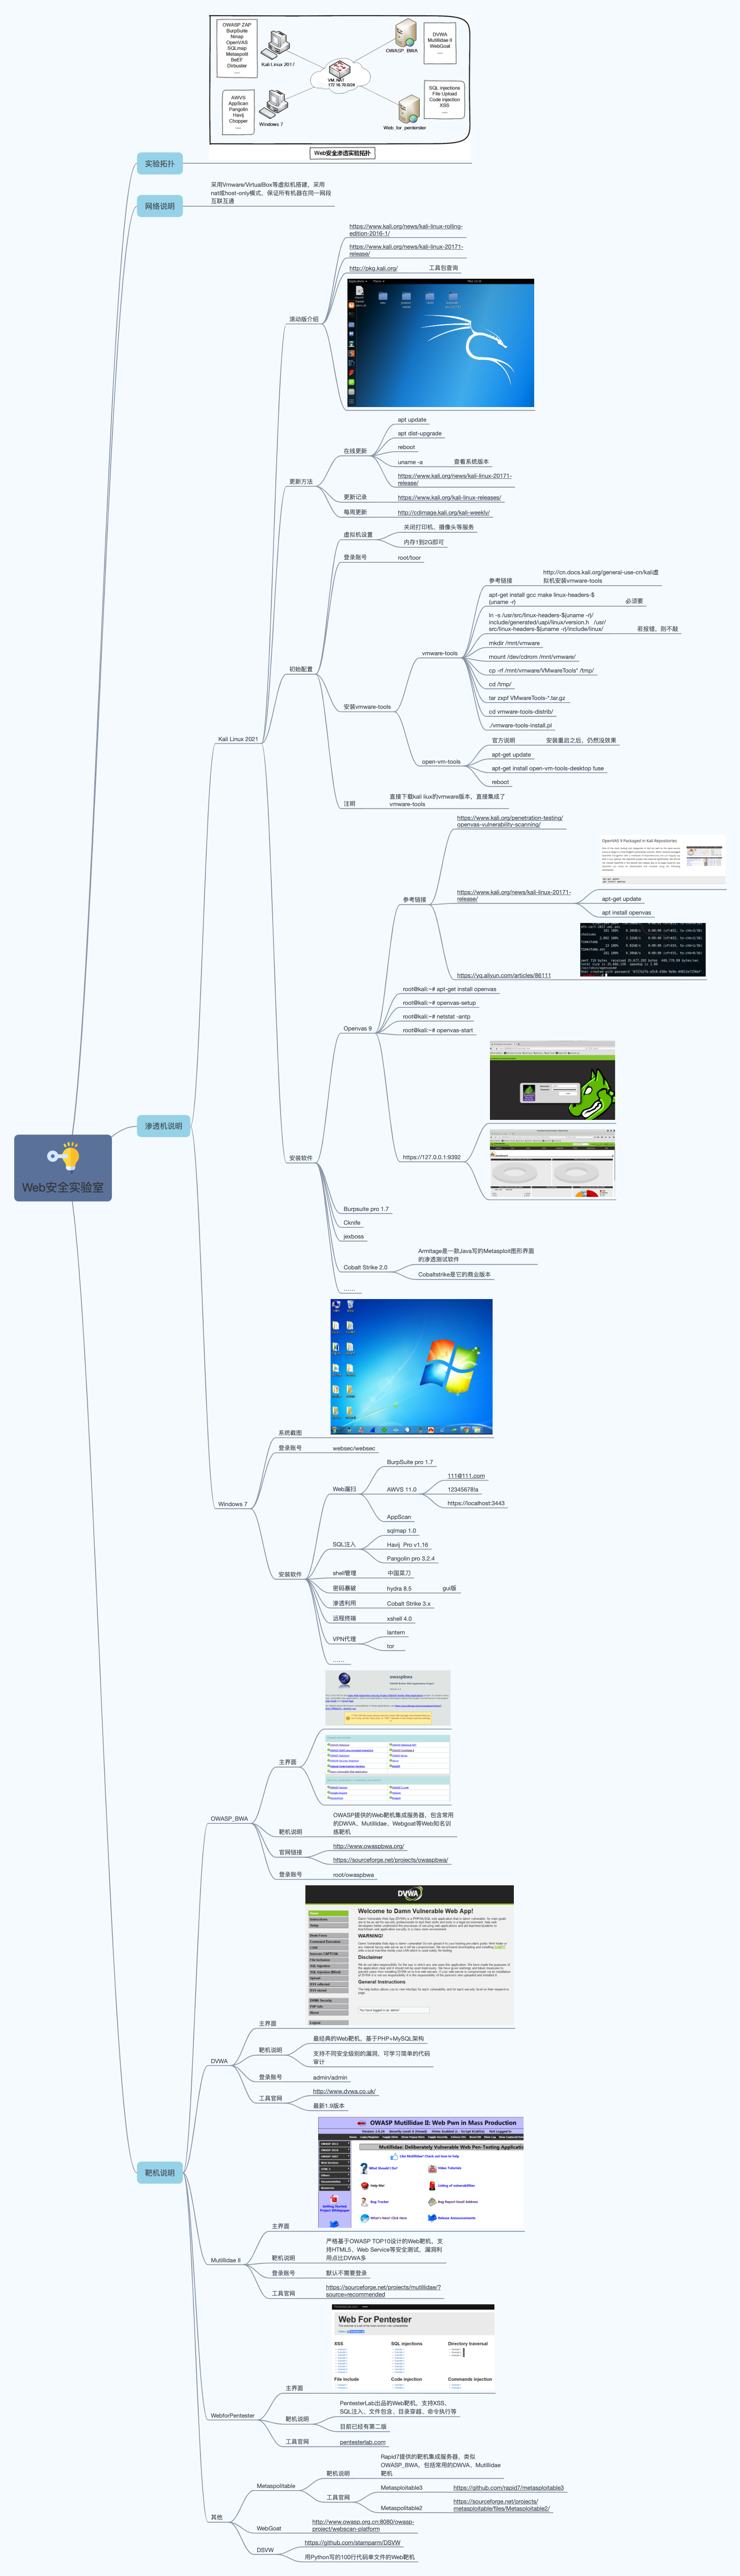 OWASP ZAP
BurpSuite
Nmap
OpenVAS
SQLmap
Metaspoit
BeEF
Dirbuster
......
Kali Linux 2017
AWVS
AppScan
Pangolin
Havij
Chopper
......
Windows 7
VM: NAT
OWASP_BWA
DVWA
Mutillidae II
WebGoat
......
SQL injections
File Upload
Code injection
XSS
......
Web_for_pentester
Web安全渗透实验拓扑
实验拓扑
网络说明
采用Vmware/VirtualBox等虚拟机搭建，采用
nat或host-only模式，保证所有机器在同一网段
互联互通
Web安全实验室
渗透机说明
Kali Linux 2021
滚动版介绍
https://www.kali.org/news/kali-linux-rolling-
edition-2016-1/
https://www.kali.org/news/kali-linux-20171-
release/
http://pkg.kali.org/
工具包查询
更新方法
在线更新
apt update
apt dist-upgrade
reboot
uname -a
查看系统版本
https://www.kali.org/news/kali-linux-20171-
release/
更新记录
https://www.kali.org/kali-linux-releases/
每周更新
http://cdimage.kali.org/kali-weekly/
初始配置
虚拟机设置
关闭打印机、摄像头等服务
内存1到2G即可
登录账号
root/toor
安装vmware-tools
vmware-tools
参考链接
http://cn.docs.kali.org/general-use-cn/kali虚
拟机安装vmware-tools
apt-get install gcc make linux-headers-$
(uname -r)
必须要
ln -s /usr/src/linux-headers-$(uname -r)/
include/generated/uapi/linux/version.h /usr/
src/linux-headers-$(uname -r)/include/linux/
若报错，则不敲
mkdir /mnt/vmware
mount /dev/cdrom /mnt/vmware/
cp -rf /mnt/vmware/VMwareTools* /tmp/
cd /tmp/
tar zxpf VMwareTools-*.tar.gz
cd vmware-tools-distrib/
./vmware-tools-install.pl
open-vm-tools
官方说明
安装重启之后，仍然没效果
apt-get update
apt-get install open-vm-tools-desktop fuse
reboot
注明
直接下载kali liux的vmware版本，直接集成了
vmware-tools
安装软件
Openvas 9
参考链接
https://www.kali.org/penetration-testing/
openvas-vulnerability-scanning/
https://www.kali.org/news/kali-linux-20171-
release/
OpenVAS 9 Packaged in Kali Repositories
apt-get update
apt install openvas
https://yq.aliyun.com/articles/86111
root@kali:~# apt-get install openvas
root@kali:~# openvas-setup
root@kali:~# netstat -antp
root@kali:~# openvas-start
https://127.0.0.1:9392
Burpsuite pro 1.7
Cknife
jexboss
Cobalt Strike 2.0
Armitage是一款Java写的Metasploit图形界面
的渗透测试软件
Cobaltstrike是它的商业版本
......
Windows 7
系统截图
登录账号
websec/websec
安装软件
Web漏扫
BurpSuite pro 1.7
AWVS 11.0
111@111.com
12345678!a
https://localhost:3443
AppScan
SQL注入
sqlmap 1.0
Havij Pro v1.16
Pangolin pro 3.2.4
shell管理
中国菜刀
密码暴破
hydra 8.5
gui版
渗透利用
Cobalt Strike 3.x
远程终端
xshell 4.0
VPN代理
lantern
tor
......
靶机说明
OWASP_BWA
主界面
owaspbwa
靶机说明
OWASP提供的Web靶机集成服务器，包含常用
的DWVA、Mutillidae、Webgoat等Web知名训
练靶机
官网链接
http://www.owaspbwa.org/
https://sourceforge.net/projects/owaspbwa/
登录账号
root/owaspbwa
DVWA
主界面
DVWA
Welcome to Damn Vulnerable Web App!
WARNING!
Disclaimer
General Instructions
You have logged in as 'admin'
靶机说明
最经典的Web靶机，基于PHP+MySQL架构
支持不同安全级别的漏洞，可学习简单的代码
审计
登录账号
admin/admin
工具官网
http://www.dvwa.co.uk/
最新1.9版本
Mutillidae II
主界面
OWASP Mutillidae II: Web Pwn in Mass Production
Mutillidae: Deliberately Vulnerable Web Pen-Testing Applicatio
Like Mutillidae? Check out how to help
What Should I Do?
Video Tutorials
Help Me!
Listing of vulnerabilities
Bug Tracker
Bug Report Email Address
What's New? Click Here
Release Announcements
Getting Started:
Project Whitepaper
靶机说明
严格基于OWASP TOP10设计的Web靶机，支
持HTML5、Web Service等安全测试，漏洞利
用点比DVWA多
登录账号
默认不需要登录
工具官网
https://sourceforge.net/projects/mutillidae/?
source=recommended
WebforPentester
主界面
Web For Pentester
XSS
SQL injections
Directory traversal
File Include
Code injection
Commands injection
靶机说明
PentesterLab出品的Web靶机，支持XSS、
SQL注入、文件包含、目录穿越、命令执行等
目前已经有第二版
工具官网
pentesterlab.com
其他
Metaspolitable
靶机说明
Rapid7提供的靶机集成服务器，类似
OWASP_BWA，包括常用的DWVA、Mutillidae
靶机
工具官网
Metasploitable3
https://github.com/rapid7/metasploitable3
Metaspolitable2
https://sourceforge.net/projects/
metasploitable/files/Metasploitable2/
WebGoat
http://www.owasp.org.cn:8080/owasp-
project/webscan-platform
DSVW
https://github.com/stamparm/DSVW
用Python写的100行代码单文件的Web靶机